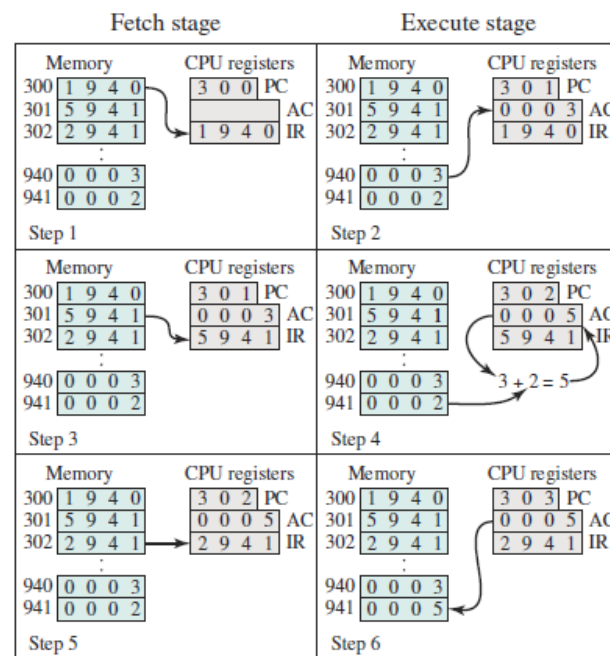 Fetch stage Execute stage
Memory CPU registers Memory CPU registers
300 1 9 4 0 3 0 0 PC 300 1 9 4 0 3 0 1 PC
301 5 9 4 1 AC 301 5 9 4 1 0 0 0 3 AC
302 2 9 4 1 1 9 4 0 IR 302 2 9 4 1 1 9 4 0 IR
940 0 0 0 3 940 0 0 0 3
941 0 0 0 2 941 0 0 0 2
Step 1 Step 2
Memory CPU registers Memory CPU registers
300 1 9 4 0 3 0 1 PC 300 1 9 4 0 3 0 2 PC
301 5 9 4 1 0 0 0 3 AC 301 5 9 4 1 0 0 0 5 AC
302 2 9 4 1 5 9 4 1 IR 302 2 9 4 1 5 9 4 1 IR
940 0 0 0 3 940 0 0 0 3 3 + 2 = 5
941 0 0 0 2 941 0 0 0 2
Step 3 Step 4
Memory CPU registers Memory CPU registers
300 1 9 4 0 3 0 2 PC 300 1 9 4 0 3 0 3 PC
301 5 9 4 1 0 0 0 5 AC 301 5 9 4 1 0 0 0 5 AC
302 2 9 4 1 2 9 4 1 IR 302 2 9 4 1 2 9 4 1 IR
940 0 0 0 3 940 0 0 0 3
941 0 0 0 2 941 0 0 0 5
Step 5 Step 6